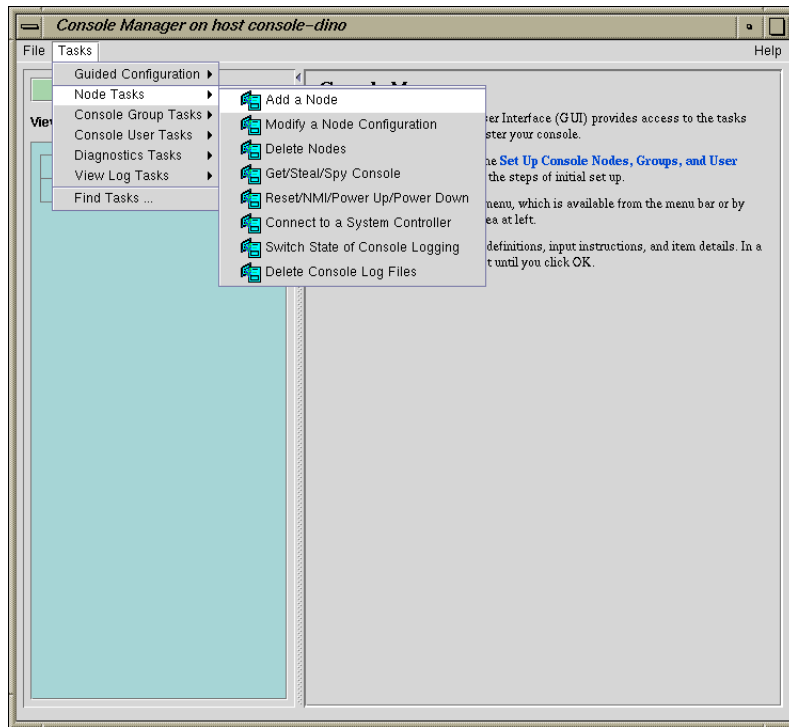 Console Manager on host console-dino
File Tasks Help
Guided Configuration
Node Tasks
Console Group Tasks
Console User Tasks
Diagnostics Tasks
View Log Tasks
Find Tasks ...
Add a Node
Modify a Node Configuration
Delete Nodes
Get/Steal/Spy Console
Reset/NMI/Power Up/Power Down
Connect to a System Controller
Switch State of Console Logging
Delete Console Log Files
Interface (GUI) provides access to the tasks
your console.
Set Up Console Nodes, Groups, and User
the steps of initial set up.
menu, which is available from the menu bar or by
at left.
definitions, input instructions, and item details. In a
until you click OK.